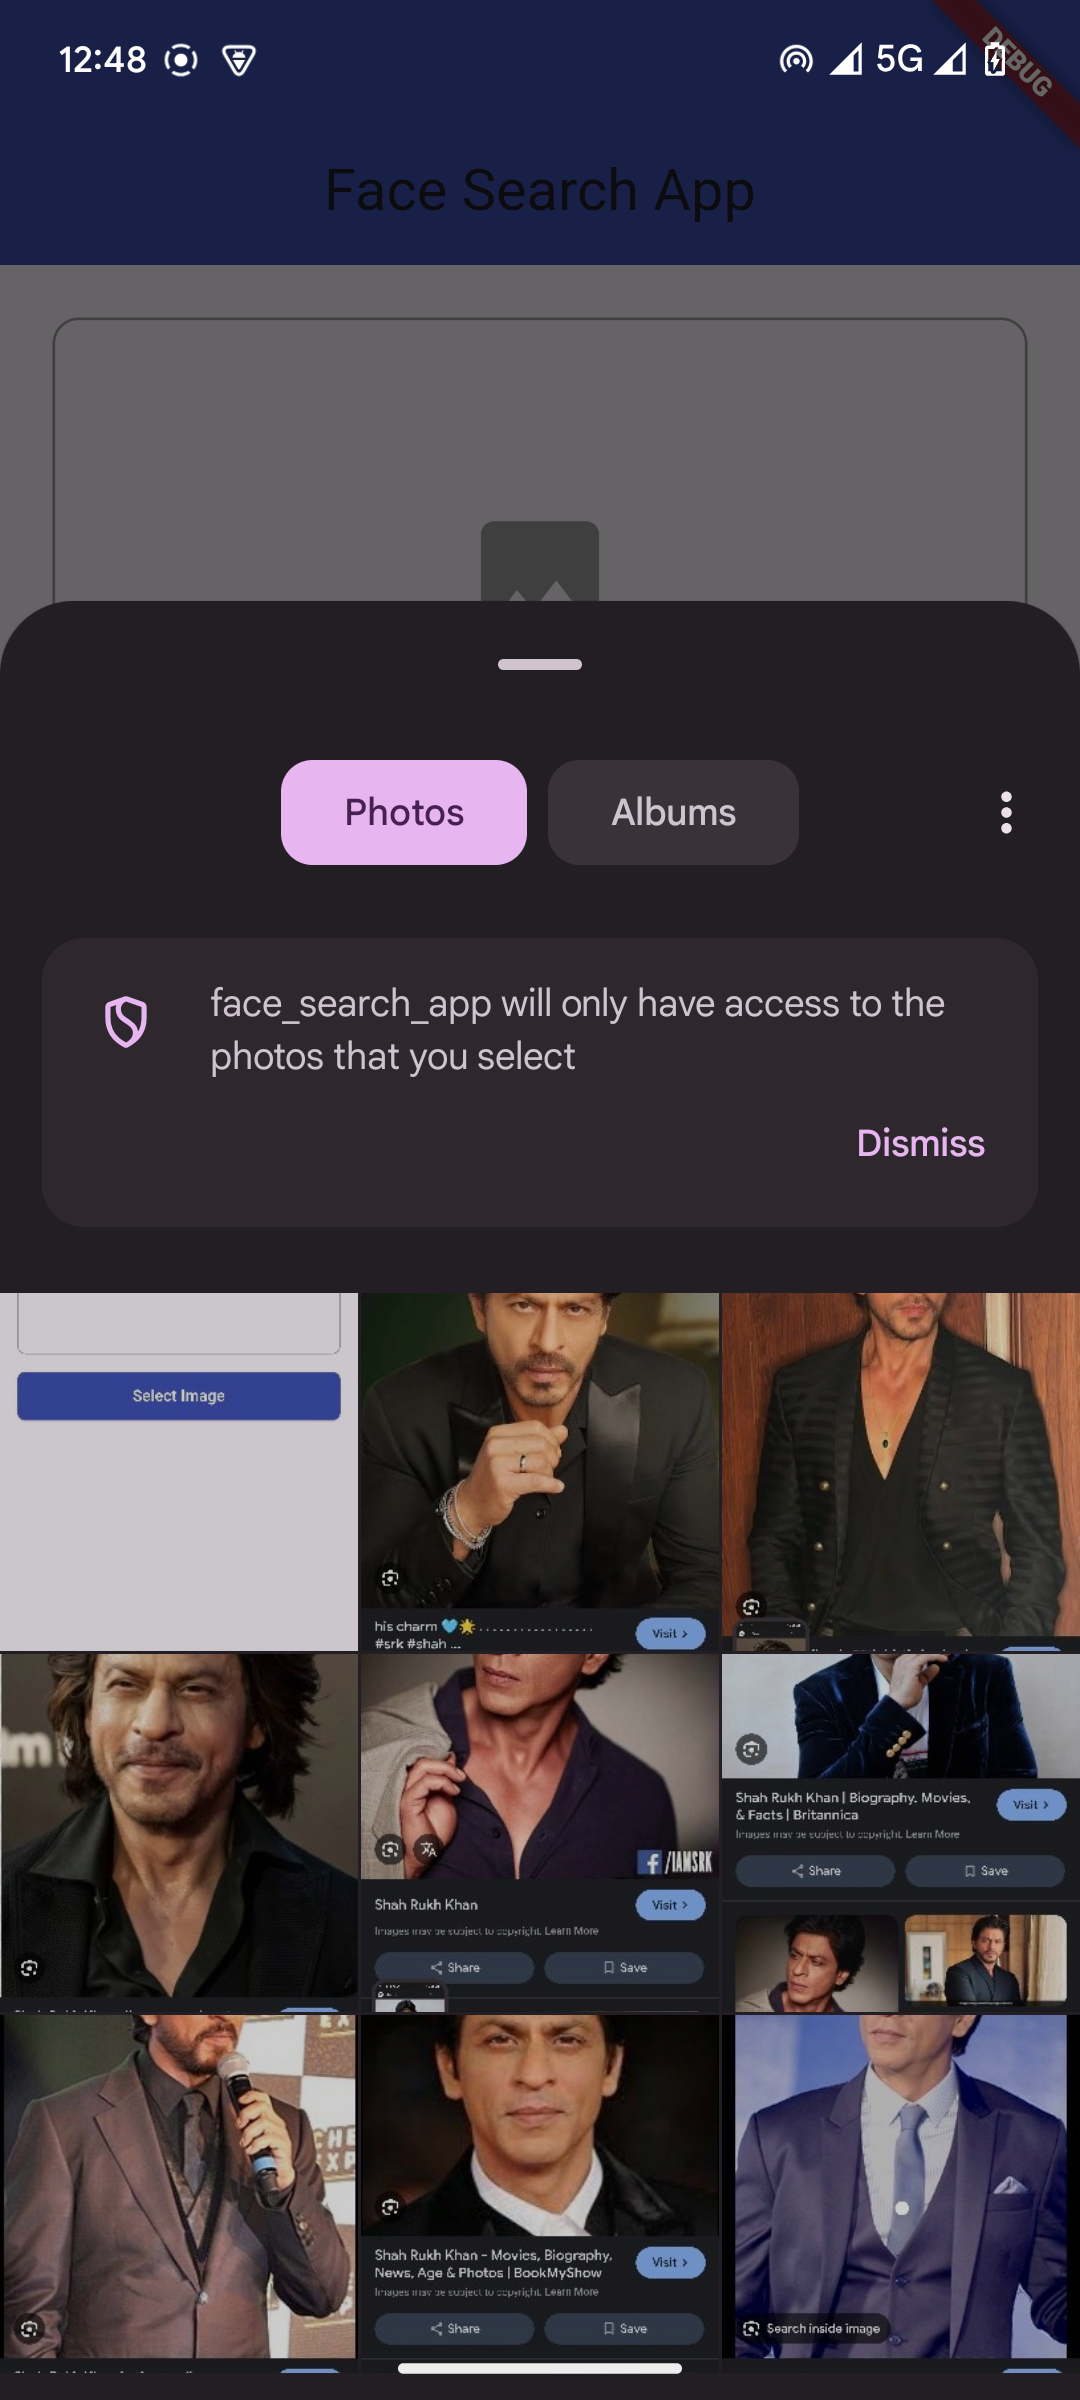 12:48
5G
DEBUG
Face Search App
Photos
Albums
face_search_app will only have access to the
photos that you select
Dismiss
Select Image
his charm 🩵🌟 . . . . . . . . . . . . . . . . . .
#srk #shah ...
Visit >
IAMSRK
Shah Rukh Khan
Visit >
Images may be subject to copyright. Learn More
Share
Save
Shah Rukh Khan | Biography, Movies,
& Facts | Britannica
Visit >
Images may be subject to copyright. Learn More
Share
Save
Shah Rukh Khan - Movies, Biography,
News, Age & Photos | BookMyShow
Visit >
Images may be subject to copyright. Learn More
Share
Save
Search inside image